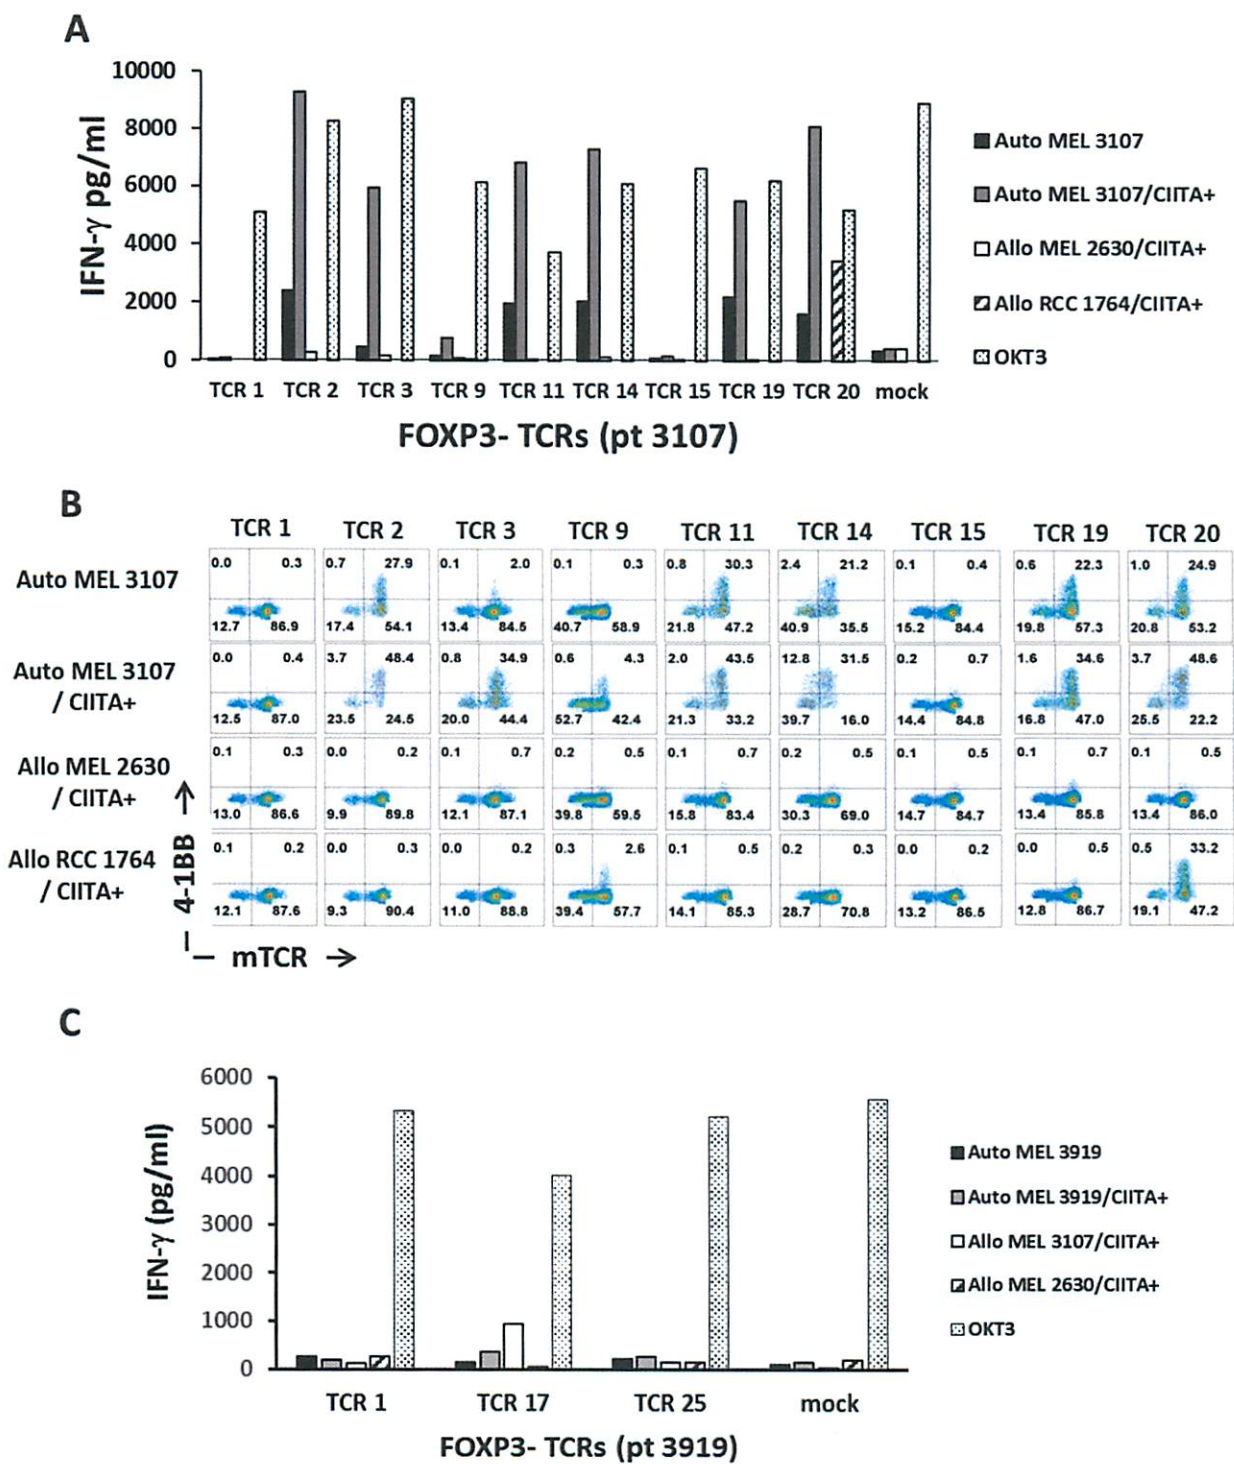 A
IFN-γ pg/ml
10000
8000
6000
4000
2000
0
TCR 1 TCR 2 TCR 3 TCR 9 TCR 11 TCR 14 TCR 15 TCR 19 TCR 20 mock
FOXP3- TCRs (pt 3107)
Auto MEL 3107
Auto MEL 3107/CIITA+
Allo MEL 2630/CIITA+
Allo RCC 1764/CIITA+
OKT3
B
TCR 1 TCR 2 TCR 3 TCR 9 TCR 11 TCR 14 TCR 15 TCR 19 TCR 20
Auto MEL 3107
0.0 0.3 0.7 27.9 0.1 2.0 0.1 0.3 0.8 30.3 2.4 21.2 0.1 0.4 0.6 22.3 1.0 24.9
12.7 86.9 17.4 54.1 13.4 84.5 40.7 58.9 21.8 47.2 40.9 35.5 15.2 84.4 19.8 57.3 20.8 53.2
Auto MEL 3107
/ CIITA+
0.0 0.4 3.7 48.4 0.8 34.9 0.6 4.3 2.0 43.5 12.8 31.5 0.2 0.7 1.6 34.6 3.7 48.6
12.5 87.0 23.5 24.5 20.0 44.4 52.7 42.4 21.3 33.2 39.7 16.0 14.4 84.8 16.8 47.0 25.5 22.2
Allo MEL 2630
/ CIITA+
0.1 0.3 0.0 0.2 0.1 0.7 0.2 0.5 0.1 0.7 0.2 0.5 0.1 0.5 0.1 0.7 0.1 0.5
13.0 86.6 9.9 89.8 12.1 87.1 39.8 59.5 15.8 83.4 30.3 69.0 14.7 84.7 13.4 85.8 13.4 86.0
Allo RCC 1764
/ CIITA+
0.1 0.2 0.0 0.3 0.0 0.2 0.3 2.6 0.1 0.5 0.2 0.3 0.0 0.2 0.0 0.5 0.5 33.2
12.1 87.6 9.3 90.4 11.0 88.8 39.4 57.7 14.1 85.3 28.7 70.8 13.2 86.5 12.8 86.7 19.1 47.2
4-1BB
mTCR
C
IFN-γ (pg/ml)
6000
5000
4000
3000
2000
1000
0
TCR 1 TCR 17 TCR 25 mock
FOXP3- TCRs (pt 3919)
Auto MEL 3919
Auto MEL 3919/CIITA+
Allo MEL 3107/CIITA+
Allo MEL 2630/CIITA+
OKT3